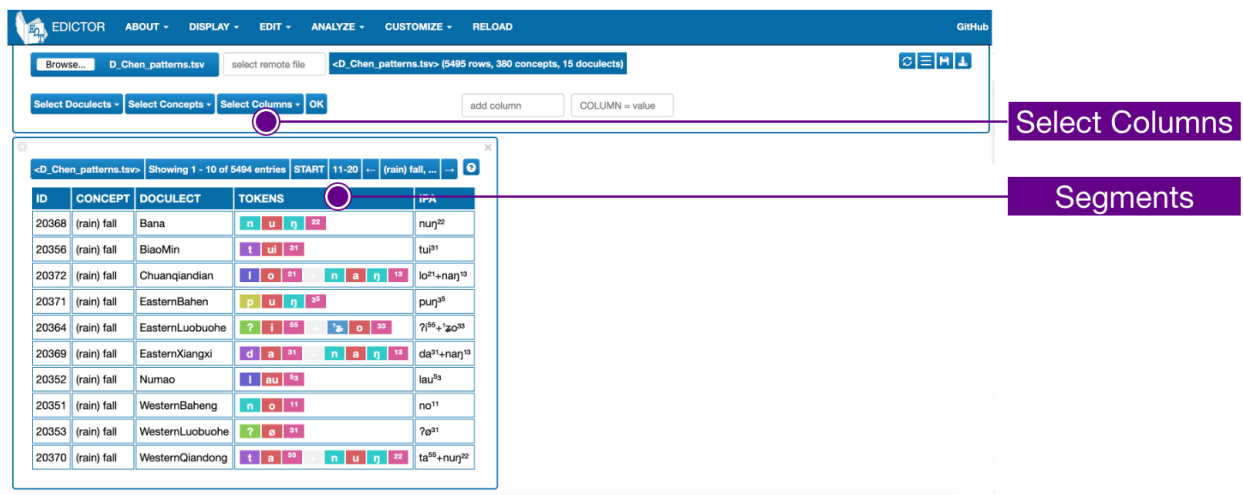 EDICTOR ABOUT DISPLAY EDIT ANALYZE CUSTOMIZE RELOAD GitHub
Browse... D_Chen_patterns.tsv select remote file <D_Chen_patterns.tsv> (5495 rows, 380 concepts, 15 doculects)
Select Doculects Select Concepts Select Columns OK add column COLUMN = value
Select Columns
<D_Chen_patterns.tsv> Showing 1 - 10 of 5494 entries START 11-20 ← (rain) fall, ... → ?
Segments
ID CONCEPT DOCULECT TOKENS IPA
20368 (rain) fall Bana n u ŋ ²² nuŋ²²
20356 (rain) fall BiaoMin t ui ³¹ tui³¹
20372 (rain) fall Chuanqiandian l o ²¹ + n a ŋ ¹³ lo²¹+naŋ¹³
20371 (rain) fall EasternBahen p u ŋ ³⁵ puŋ³⁵
20364 (rain) fall EasternLuobuohe ʔ i ⁵⁵ + ˀʑ o ³³ ʔi⁵⁵+ˀʑo³³
20369 (rain) fall EasternXiangxi d a ³¹ + n a ŋ ¹³ da³¹+naŋ¹³
20352 (rain) fall Numao l au ⁵³ lau⁵³
20351 (rain) fall WesternBaheng n o ¹¹ no¹¹
20353 (rain) fall WesternLuobuohe ʔ ø ³¹ ʔø³¹
20370 (rain) fall WesternQiandong t a ⁵⁵ + n u ŋ ²² ta⁵⁵+nuŋ²²